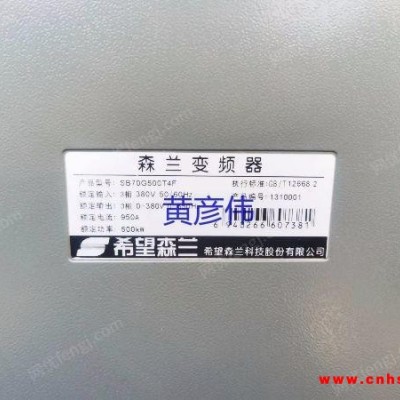 森兰变频器
产品型号: SB70G500T4F 执行标准:GB/T12668.2
额定输入: 3相 380V 50/60Hz 产品编号: 1310001
额定输出: 3相 0-380V
额定电流: 950A
额定功率: 500kW
黄彦伟
6943266607381
希望森兰
希望森兰科技股份有限公司
www.cnhs